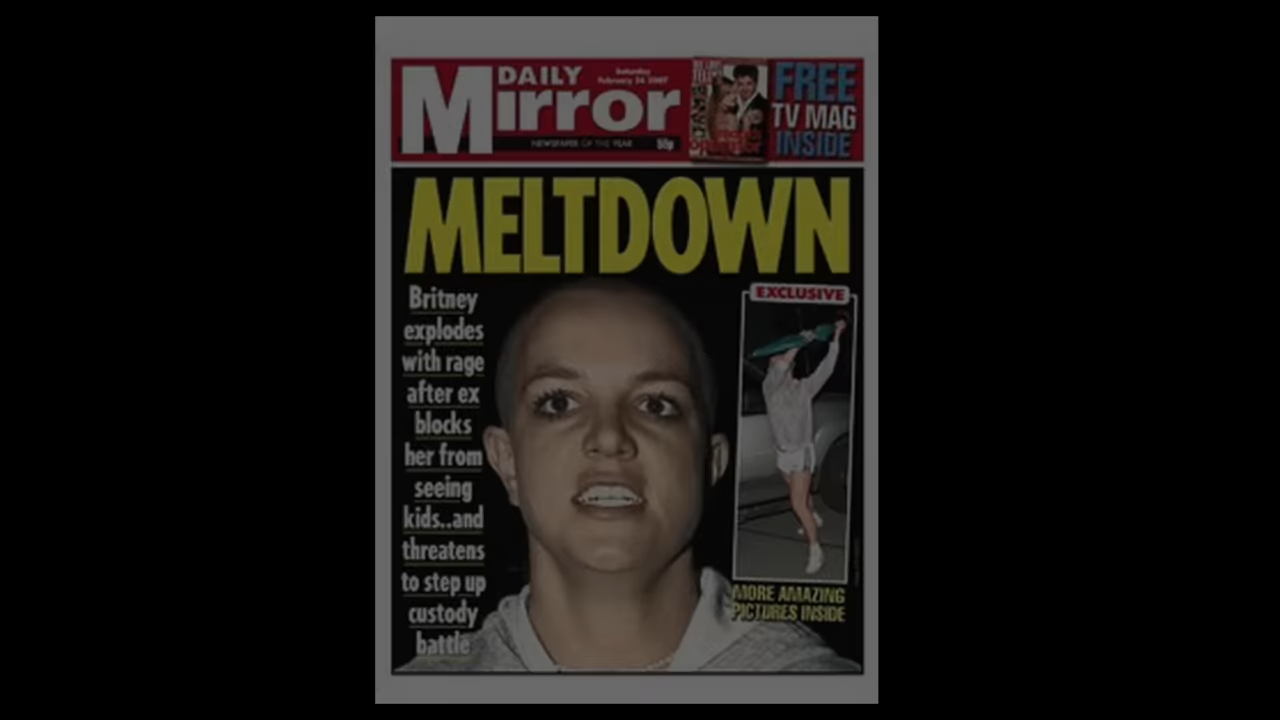 DAILY
Mirror
Saturday
February 24 2007
NEWSPAPER OF THE YEAR
50p
FREE
TV MAG
INSIDE
MELTDOWN
Britney
explodes
with rage
after ex
blocks
her from
seeing
kids..and
threatens
to step up
custody
battle
EXCLUSIVE
MORE AMAZING
PICTURES INSIDE